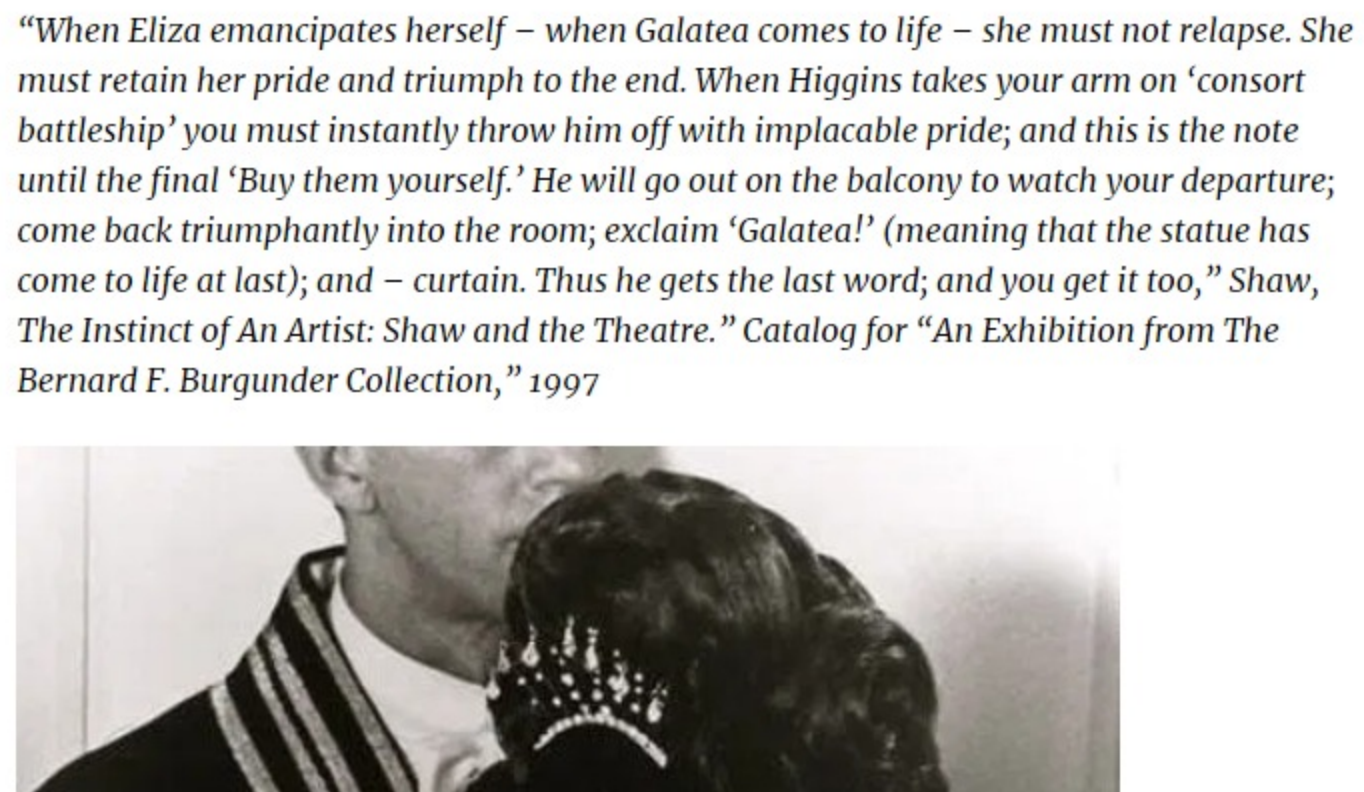 “When Eliza emancipates herself – when Galatea comes to life – she must not relapse. She
must retain her pride and triumph to the end. When Higgins takes your arm on ‘consort
battleship’ you must instantly throw him off with implacable pride; and this is the note
until the final ‘Buy them yourself.’ He will go out on the balcony to watch your departure;
come back triumphantly into the room; exclaim ‘Galatea!’ (meaning that the statue has
come to life at last); and – curtain. Thus he gets the last word; and you get it too,” Shaw,
The Instinct of An Artist: Shaw and the Theatre.” Catalog for “An Exhibition from The
Bernard F. Burgunder Collection,” 1997